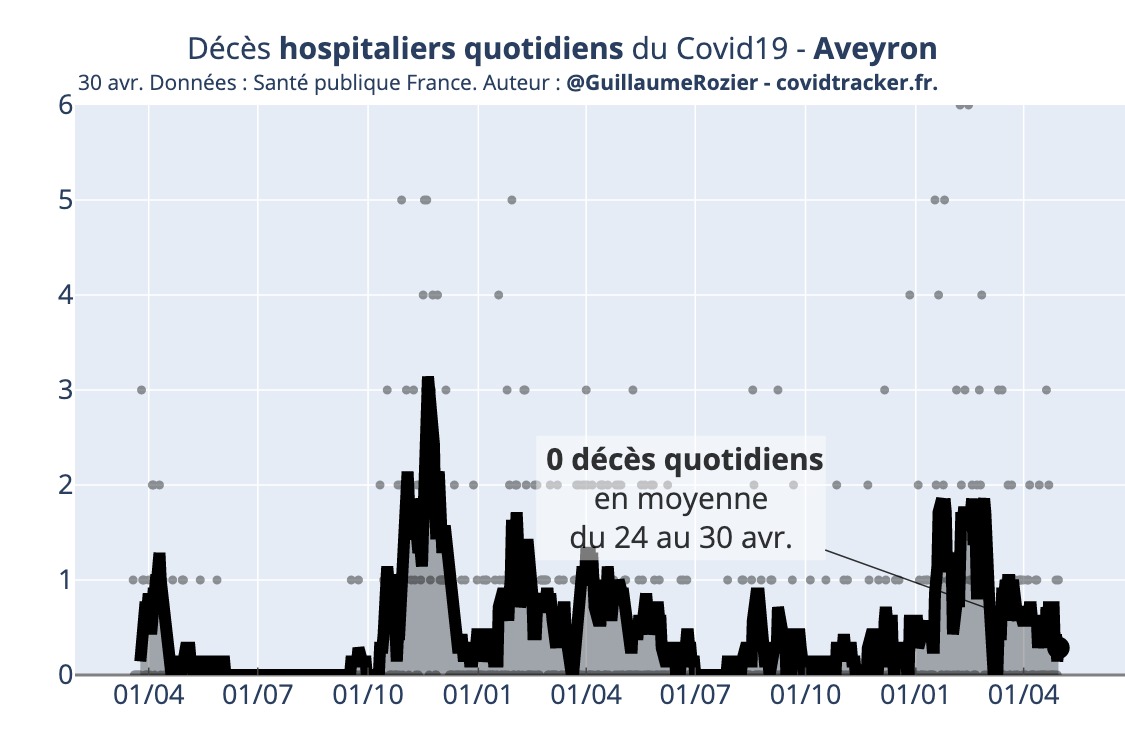 Décès hospitaliers quotidiens du Covid19 - Aveyron
30 avr. Données : Santé publique France. Auteur : @GuillaumeRozier - covidtracker.fr.
6
5
4
3
2
1
0
0 décès quotidiens
en moyenne
du 24 au 30 avr.
01/04 01/07 01/10 01/01 01/04 01/07 01/10 01/01 01/04